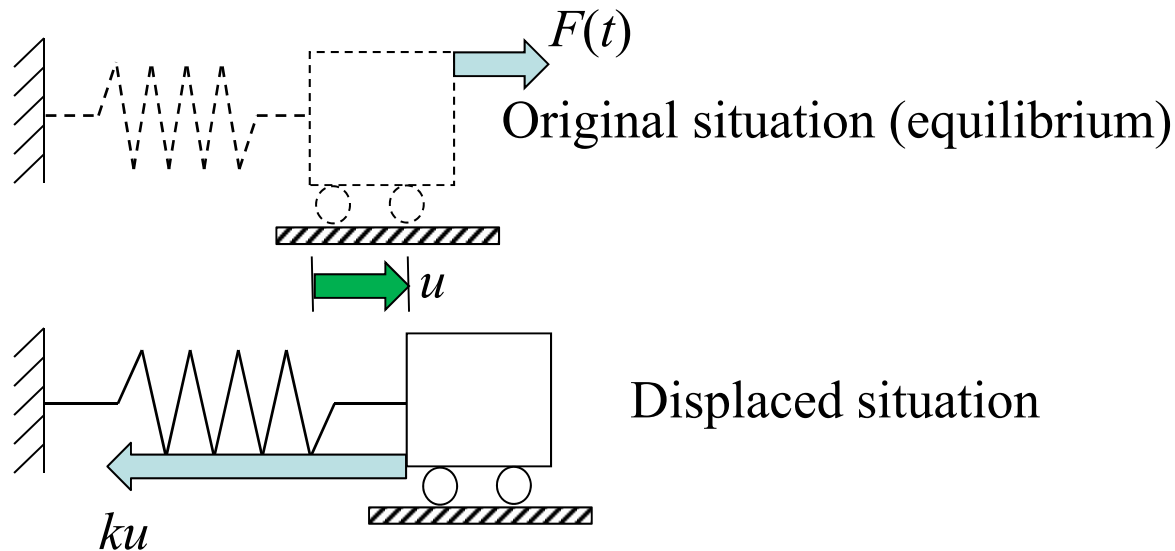 F(t)
Original situation (equilibrium)
u
Displaced situation
ku